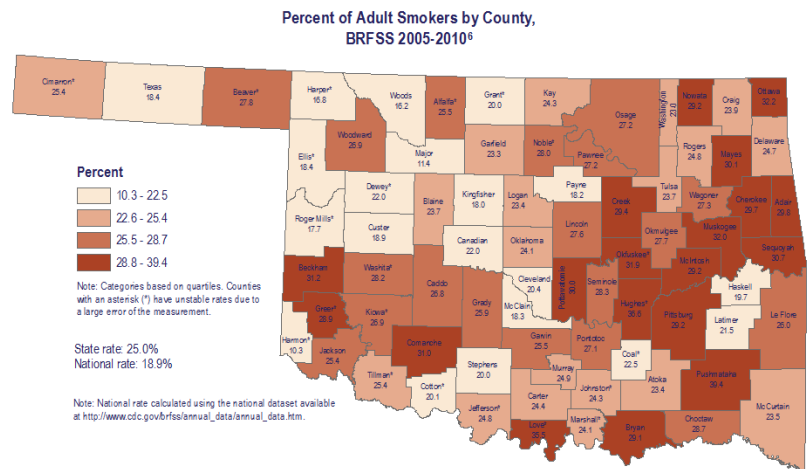 Percent of Adult Smokers by County,
BRFSS 2005-2010⁶
Cimarron*
25.4
Texas
18.4
Beaver*
27.8
Harper*
16.8
Woods
16.2
Alfalfa*
25.5
Grant*
20.0
Kay
24.3
Osage
27.2
Washington
23.0
Nowata
29.2
Craig
23.9
Ottawa
32.2
Woodward
26.9
Major
11.4
Garfield
23.3
Noble*
28.0
Pawnee
27.2
Rogers
24.8
Mayes
30.1
Delaware
24.7
Ellis*
18.4
Dewey*
22.0
Blaine
23.7
Kingfisher
18.0
Logan
23.4
Payne
18.2
Creek
29.4
Tulsa
23.7
Wagoner
27.3
Cherokee
29.7
Adair
29.8
Roger Mills*
17.7
Custer
18.9
Canadian
22.0
Oklahoma
24.1
Lincoln
27.6
Okmulgee
27.7
Muskogee
32.0
Sequoyah
30.7
Beckham
31.2
Washita*
28.2
Caddo
26.8
Grady
25.9
Cleveland
20.4
McClain
18.3
Pottawatomie
30.0
Seminole
28.3
Okfuskee*
31.9
McIntosh
29.2
Haskell
19.7
Hughes*
36.6
Pittsburg
29.2
Latimer
21.5
Le Flore
26.0
Greer*
28.9
Kiowa*
26.9
Harmon*
10.3
Jackson
25.4
Comanche
31.0
Tillman*
25.4
Cotton*
20.1
Stephens
20.0
Garvin
25.5
Murray
24.9
Pontotoc
27.1
Coal*
22.5
Johnston*
24.3
Atoka
23.4
Pushmataha
39.4
McCurtain
23.5
Jefferson*
24.8
Carter
24.4
Love*
Marshall*
24.1
Bryan
29.1
Choctaw
28.7
Percent
10.3 - 22.5
22.6 - 25.4
25.5 - 28.7
28.8 - 39.4
Note: Categories based on quartiles. Counties
with an asterisk (*) have unstable rates due to
a large error of the measurement.
State rate: 25.0%
National rate: 18.9%
Note: National rate calculated using the national dataset available
at http://www.cdc.gov/brfss/annual_data/annual_data.htm.